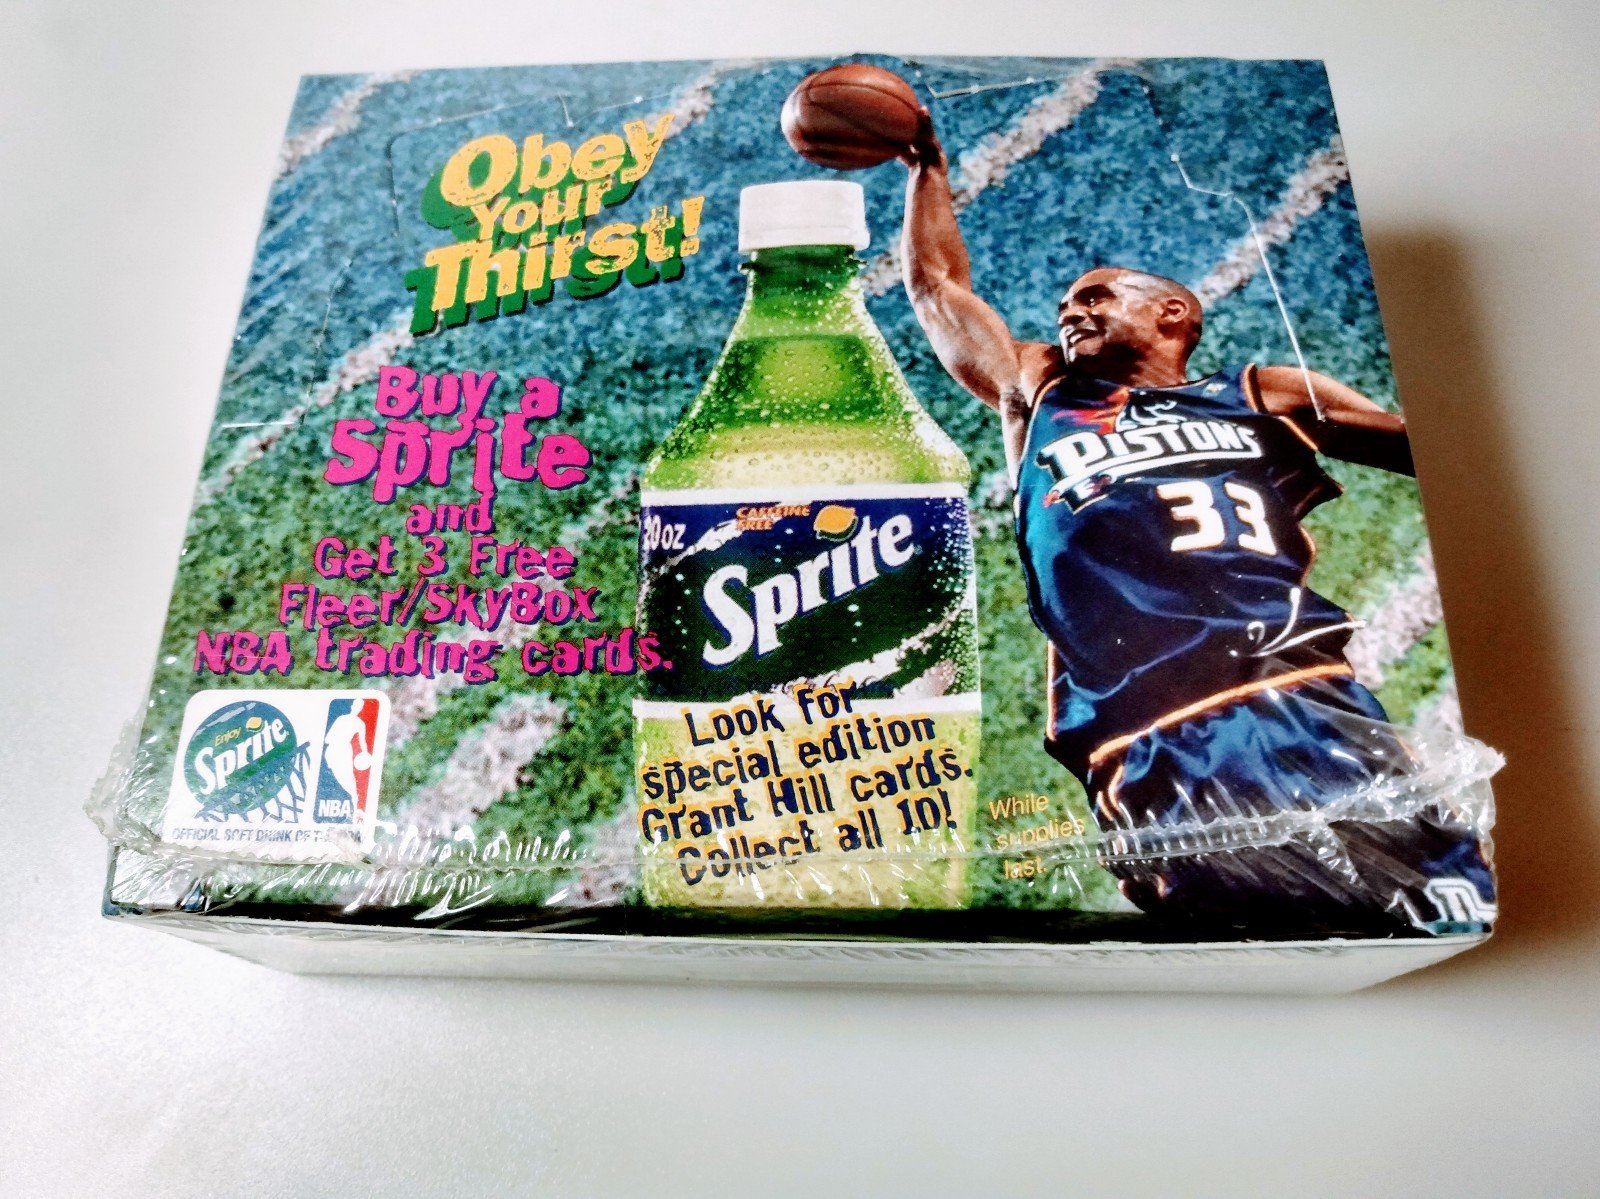 Obey
Your
Thirst!
Buy a
Sprite
and
Get 3 Free
Fleer/SkyBox
NBA trading cards.
Enjoy
Sprite
NBA
OFFICIAL SOFT DRINK OF THE NBA
CAFFEINE
FREE
20 OZ
Sprite
Look for
special edition
Grant Hill cards.
Collect all 10!
While
supplies
last.
PISTONS
33